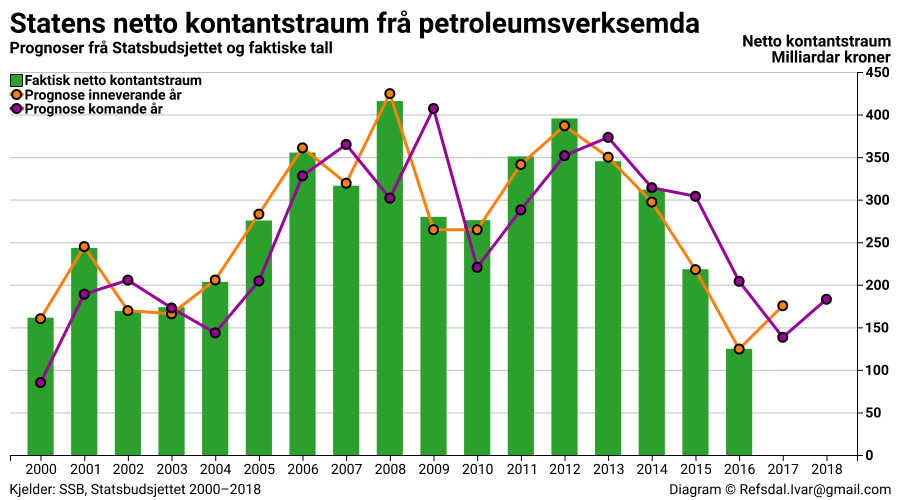 Statens netto kontantstraum frå petroleumsverksemda
Prognoser frå Statsbudsjettet og faktiske tall
Netto kontantstraum
Milliardar kroner
Faktisk netto kontantstraum
Prognose inneverande år
Prognose komande år
450
400
350
300
250
200
150
100
50
0
2000 2001 2002 2003 2004 2005 2006 2007 2008 2009 2010 2011 2012 2013 2014 2015 2016 2017 2018
Kjelder: SSB, Statsbudsjettet 2000–2018
Diagram © Refsdal.Ivar@gmail.com